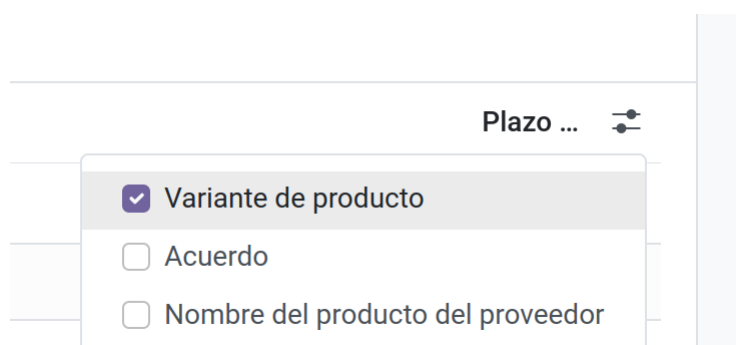 Plazo ...
Variante de producto
Acuerdo
Nombre del producto del proveedor